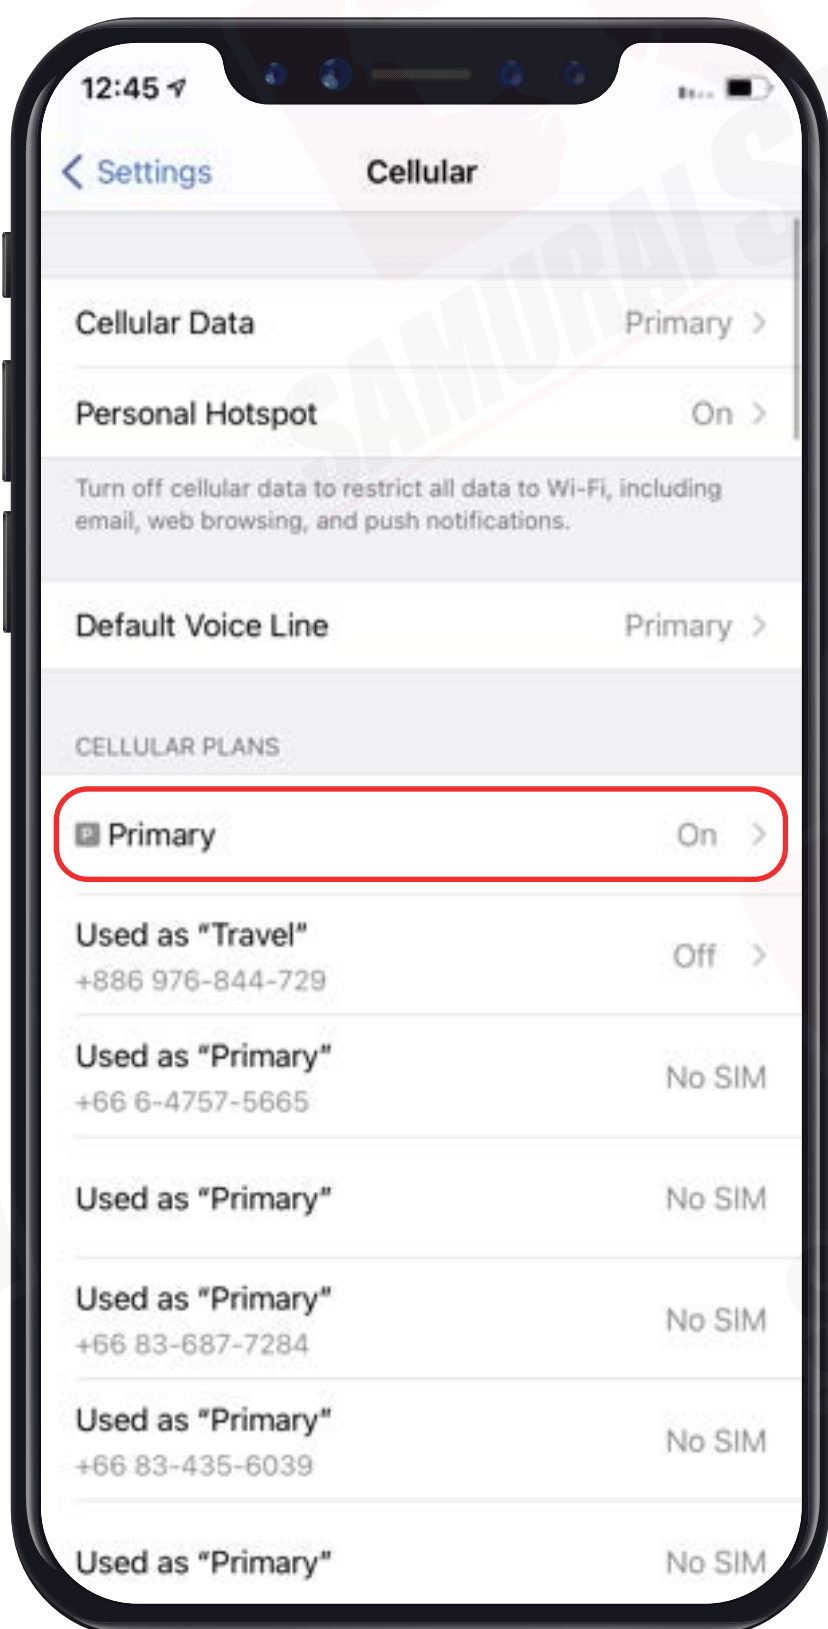 12:45
Settings
Cellular
Cellular Data
Primary
Personal Hotspot
On
Turn off cellular data to restrict all data to Wi-Fi, including
email, web browsing, and push notifications.
Default Voice Line
Primary
CELLULAR PLANS
P Primary
On
Used as “Travel”
+886 976-844-729
Off
Used as “Primary”
+66 6-4757-5665
No SIM
Used as “Primary”
No SIM
Used as “Primary”
+66 83-687-7284
No SIM
Used as “Primary”
+66 83-435-6039
No SIM
Used as “Primary”
No SIM
SAMURAI S